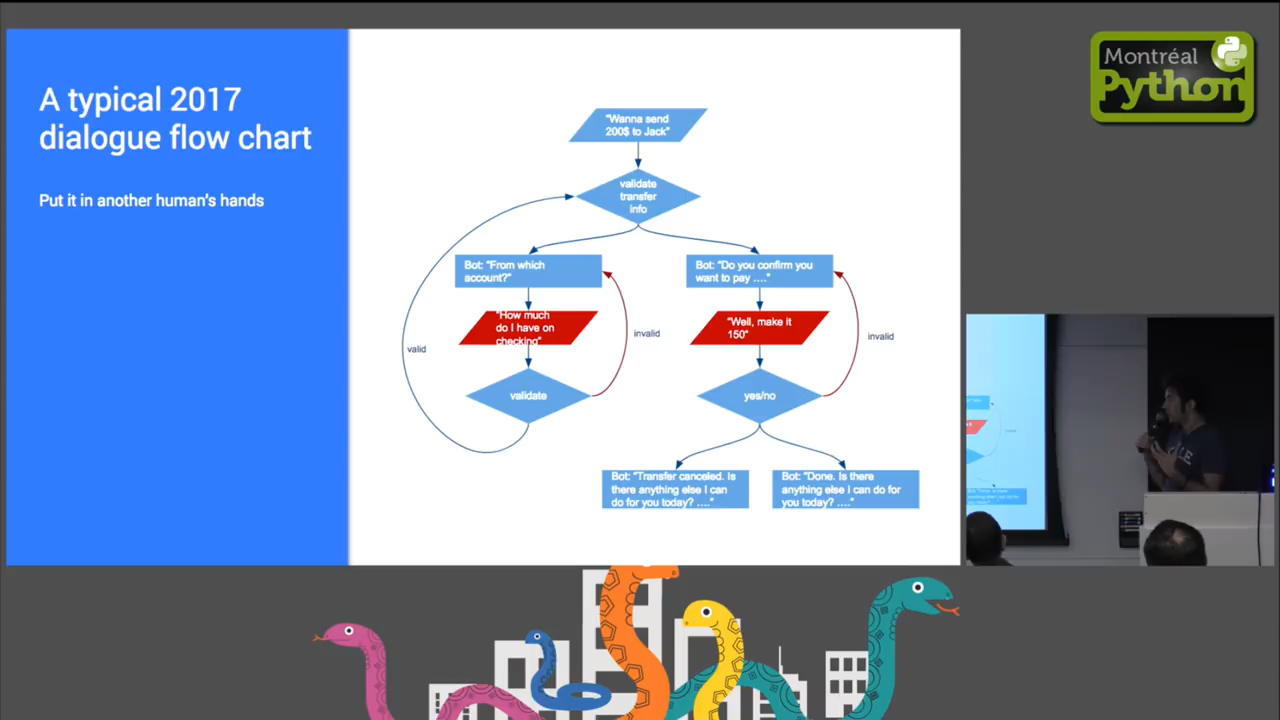 A typical 2017
dialogue flow chart
Put it in another human's hands
"Wanna send
200$ to Jack"
validate
transfer
info
Bot: "From which
account?"
Bot: "Do you confirm you
want to pay ...."
"How much
do I have on
checking"
"Well, make it
150"
valid
invalid
invalid
validate
yes/no
Bot: "Transfer canceled. Is
there anything else I can
do for you today? ...."
Bot: "Done. Is there
anything else I can do for
you today? ...."
Montréal
Python